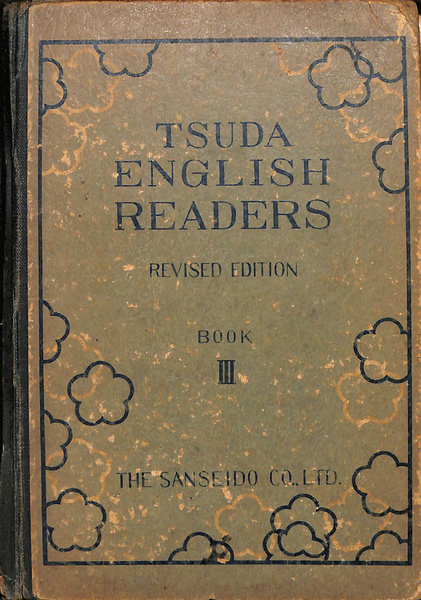 TSUDA
ENGLISH
READERS
REVISED EDITION
BOOK
III
THE SANSEIDO CO., LTD.